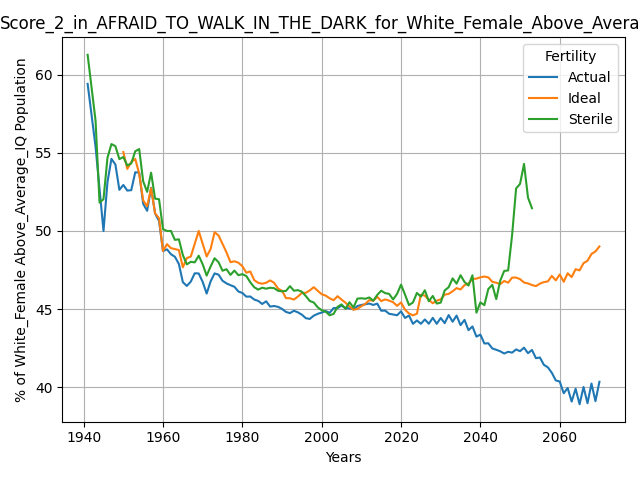 Score_2_in_AFRAID_TO_WALK_IN_THE_DARK_for_White_Female_Above_Avera
% of White_Female Above_Average_IQ Population
60
55
50
45
40
Fertility
Actual
Ideal
Sterile
1940 1960 1980 2000 2020 2040 2060
Years